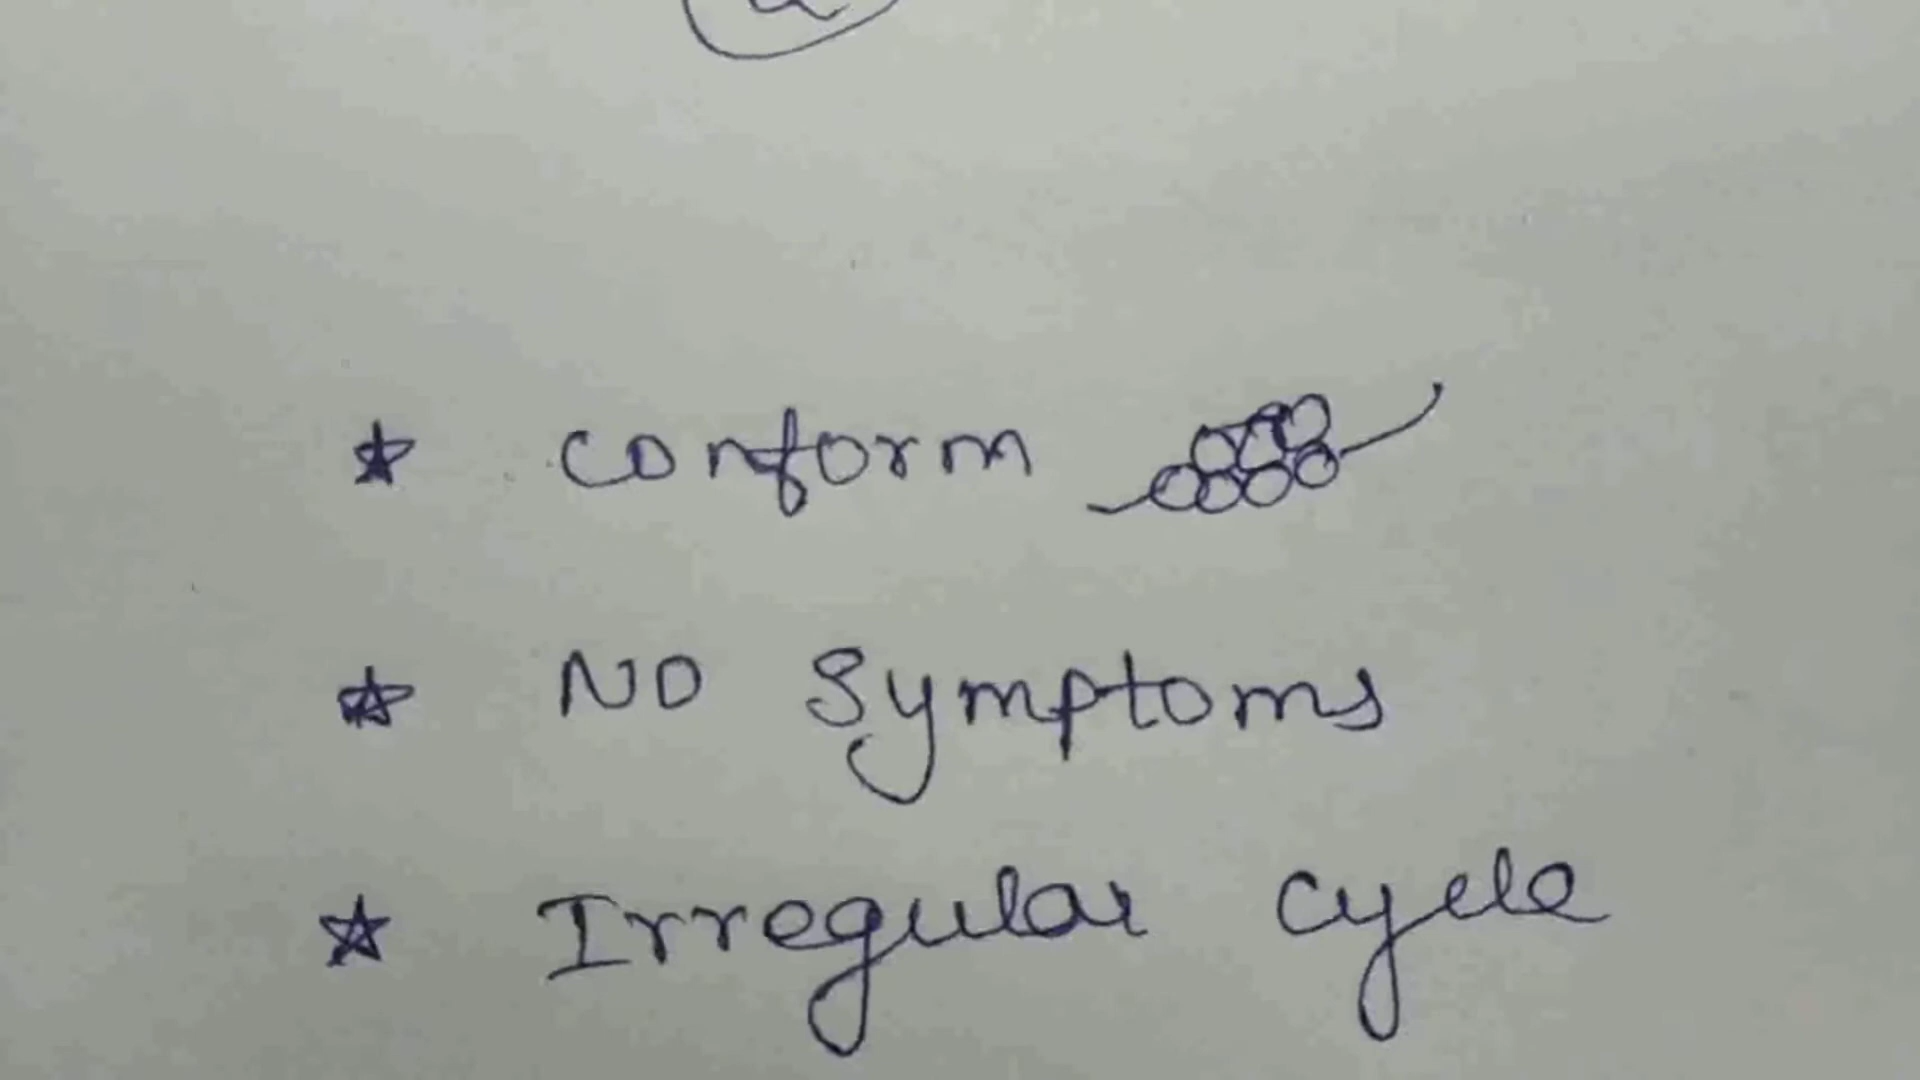 ★ conform
★ NO Symptoms
★ Irregular cycle